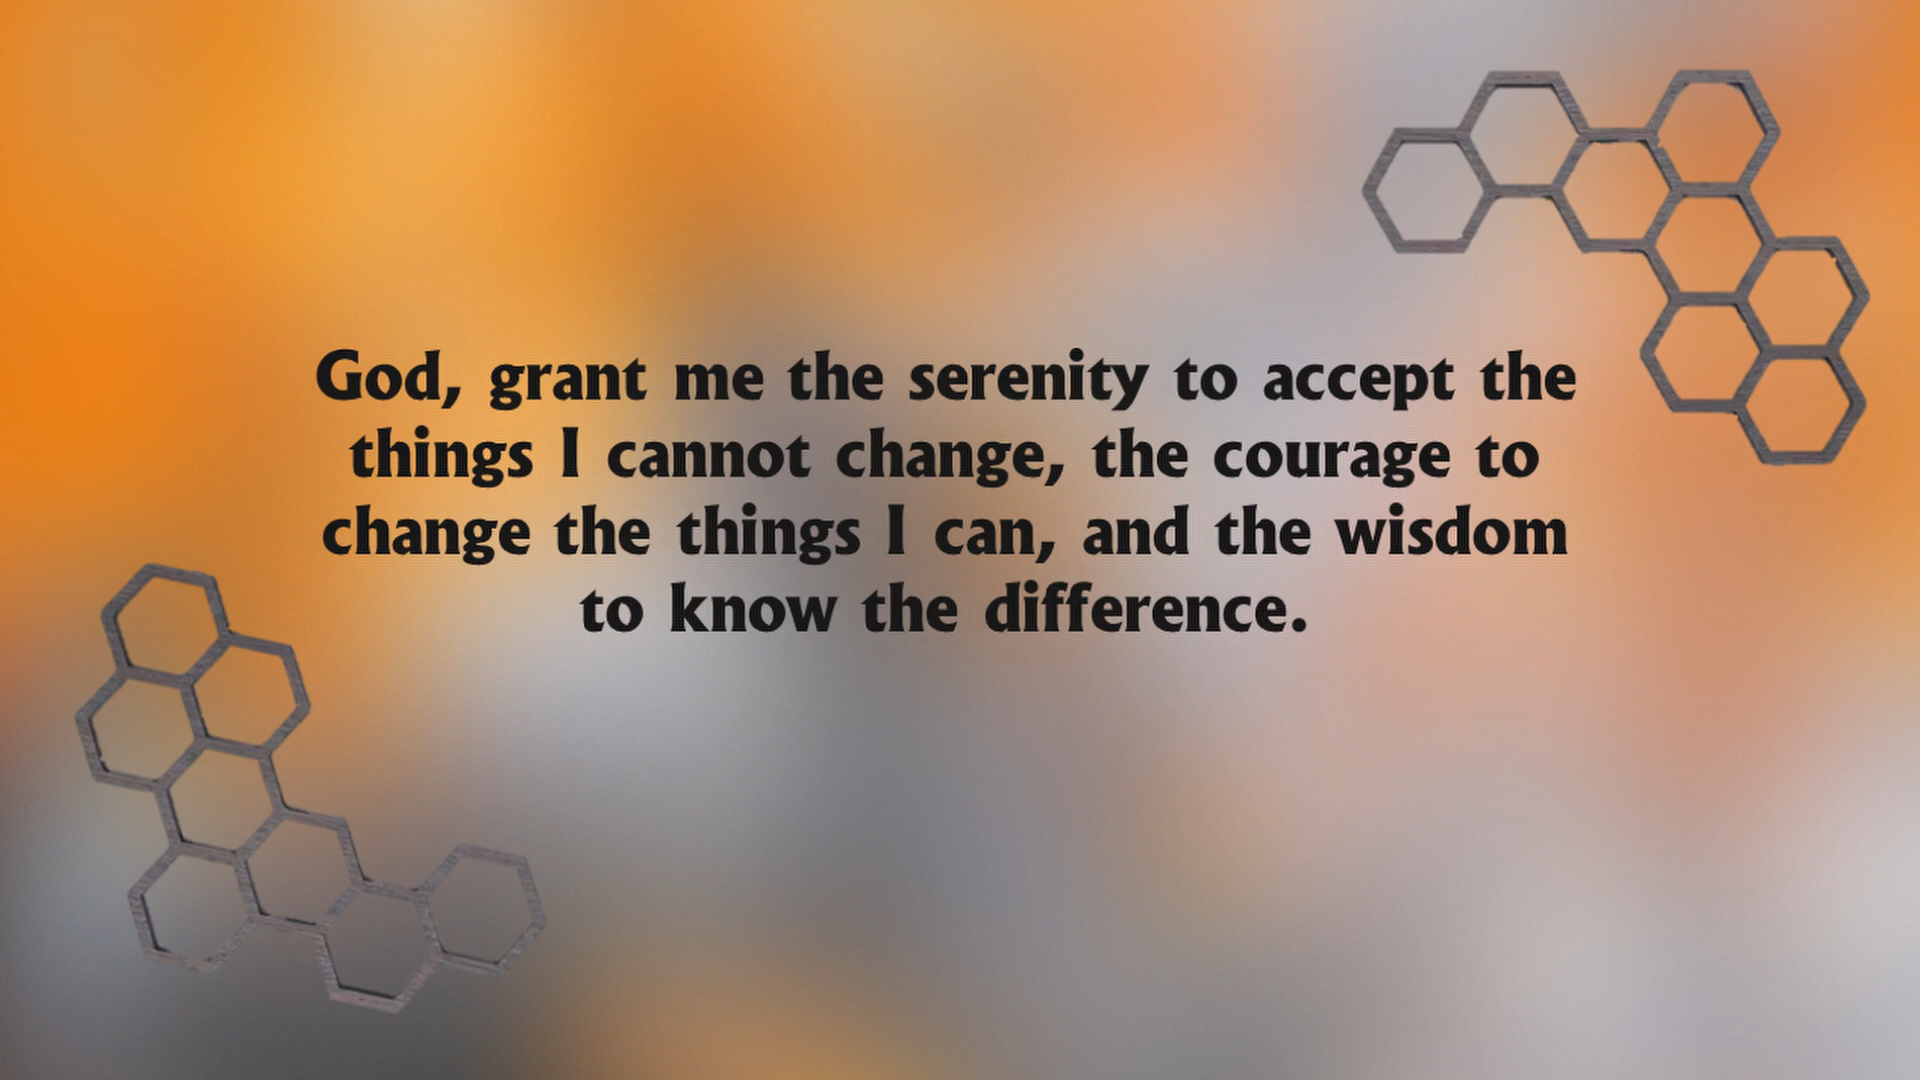 God, grant me the serenity to accept the
things I cannot change, the courage to
change the things I can, and the wisdom
to know the difference.